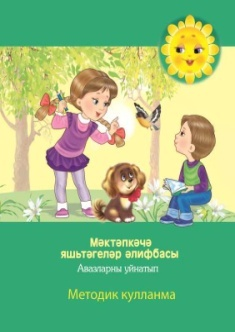 Мәктәпкәчә
яшьтәгеләр әлифбасы
Авазларны уйнатып
Методик кулланма